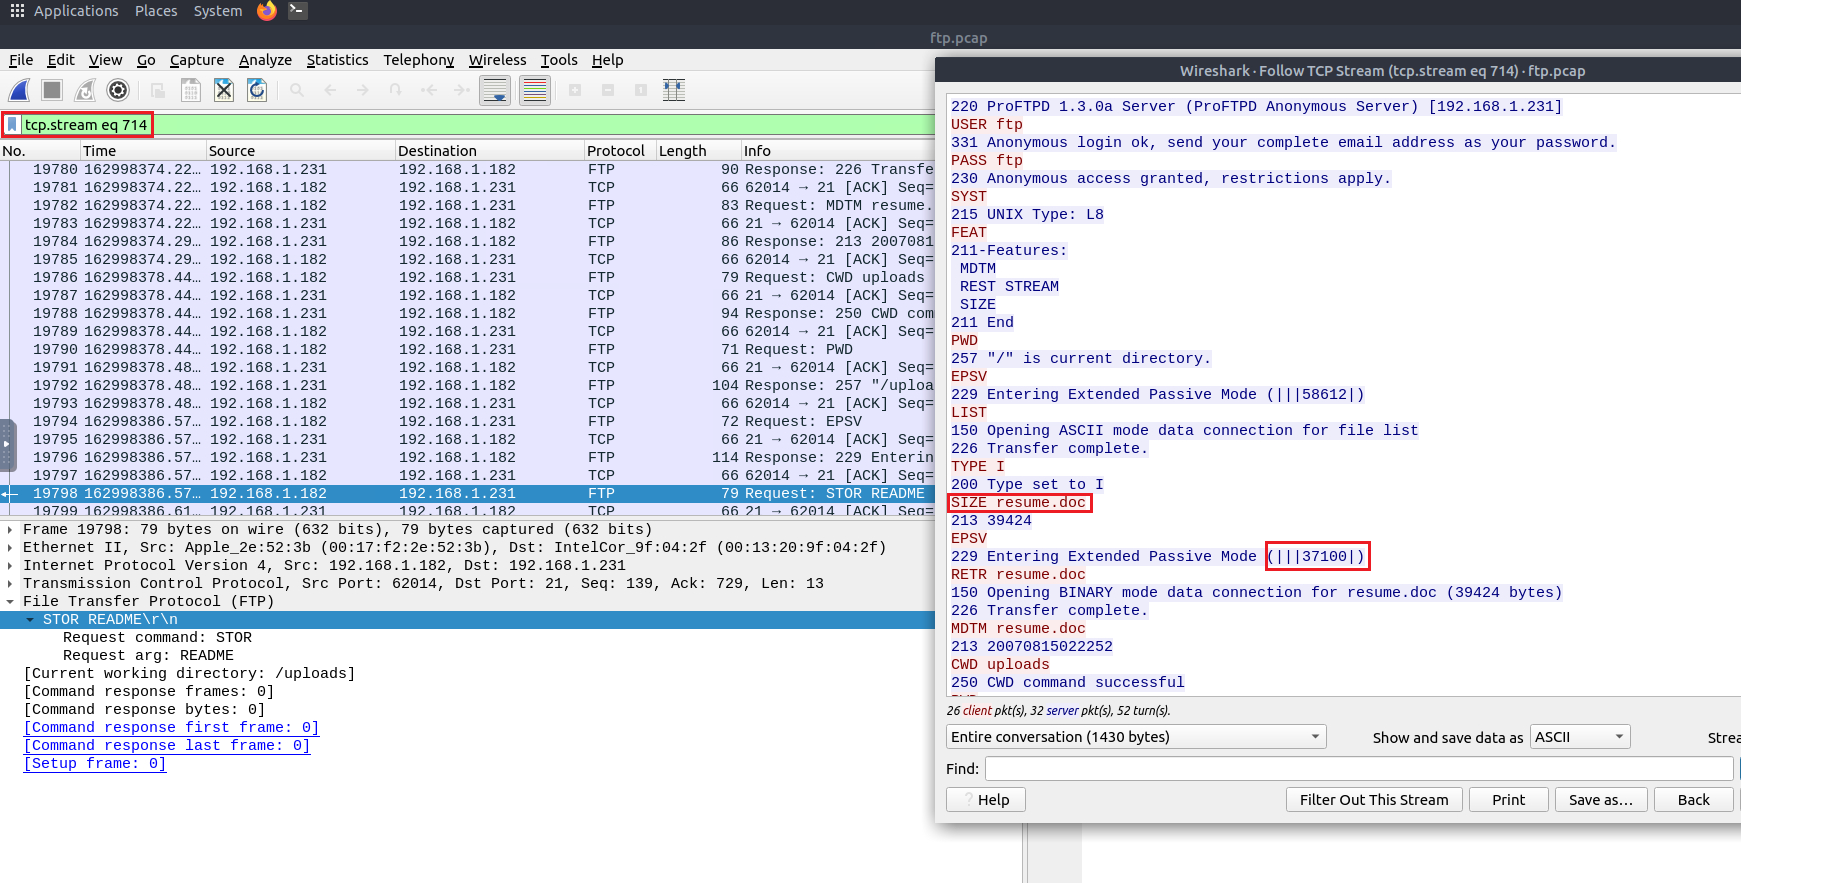 Applications Places System
ftp.pcap
File Edit View Go Capture Analyze Statistics Telephony Wireless Tools Help
tcp.stream eq 714
No. Time Source Destination Protocol Length Info
19780 162998374.22… 192.168.1.231 192.168.1.182 FTP 90 Response: 226 Transfe
19781 162998374.22… 192.168.1.182 192.168.1.231 TCP 66 62014 → 21 [ACK] Seq=
19782 162998374.22… 192.168.1.182 192.168.1.231 FTP 83 Request: MDTM resume.
19783 162998374.22… 192.168.1.231 192.168.1.182 TCP 66 21 → 62014 [ACK] Seq=
19784 162998374.29… 192.168.1.231 192.168.1.182 FTP 86 Response: 213 2007081
19785 162998374.29… 192.168.1.182 192.168.1.231 TCP 66 62014 → 21 [ACK] Seq=
19786 162998378.44… 192.168.1.182 192.168.1.231 FTP 79 Request: CWD uploads
19787 162998378.44… 192.168.1.231 192.168.1.182 TCP 66 21 → 62014 [ACK] Seq=
19788 162998378.44… 192.168.1.231 192.168.1.182 FTP 94 Response: 250 CWD com
19789 162998378.44… 192.168.1.182 192.168.1.231 TCP 66 62014 → 21 [ACK] Seq=
19790 162998378.44… 192.168.1.182 192.168.1.231 FTP 71 Request: PWD
19791 162998378.48… 192.168.1.231 192.168.1.182 TCP 66 21 → 62014 [ACK] Seq=
19792 162998378.48… 192.168.1.231 192.168.1.182 FTP 104 Response: 257 "/uploa
19793 162998378.48… 192.168.1.182 192.168.1.231 TCP 66 62014 → 21 [ACK] Seq=
19794 162998386.57… 192.168.1.182 192.168.1.231 FTP 72 Request: EPSV
19795 162998386.57… 192.168.1.231 192.168.1.182 TCP 66 21 → 62014 [ACK] Seq=
19796 162998386.57… 192.168.1.231 192.168.1.182 FTP 114 Response: 229 Enterin
19797 162998386.57… 192.168.1.182 192.168.1.231 TCP 66 62014 → 21 [ACK] Seq=
19798 162998386.57… 192.168.1.182 192.168.1.231 FTP 79 Request: STOR README
19799 162998386.61… 192.168.1.231 192.168.1.182 TCP 66 21 → 62014 [ACK] Seq=
Frame 19798: 79 bytes on wire (632 bits), 79 bytes captured (632 bits)
Ethernet II, Src: Apple_2e:52:3b (00:17:f2:2e:52:3b), Dst: IntelCor_9f:04:2f (00:13:20:9f:04:2f)
Internet Protocol Version 4, Src: 192.168.1.182, Dst: 192.168.1.231
Transmission Control Protocol, Src Port: 62014, Dst Port: 21, Seq: 139, Ack: 729, Len: 13
File Transfer Protocol (FTP)
STOR README\r\n
Request command: STOR
Request arg: README
[Current working directory: /uploads]
[Command response frames: 0]
[Command response bytes: 0]
[Command response first frame: 0]
[Command response last frame: 0]
[Setup frame: 0]
Wireshark · Follow TCP Stream (tcp.stream eq 714) · ftp.pcap
220 ProFTPD 1.3.0a Server (ProFTPD Anonymous Server) [192.168.1.231]
USER ftp
331 Anonymous login ok, send your complete email address as your password.
PASS ftp
230 Anonymous access granted, restrictions apply.
SYST
215 UNIX Type: L8
FEAT
211-Features:
MDTM
REST STREAM
SIZE
211 End
PWD
257 "/" is current directory.
EPSV
229 Entering Extended Passive Mode (|||58612|)
LIST
150 Opening ASCII mode data connection for file list
226 Transfer complete.
TYPE I
200 Type set to I
SIZE resume.doc
213 39424
EPSV
229 Entering Extended Passive Mode (|||37100|)
RETR resume.doc
150 Opening BINARY mode data connection for resume.doc (39424 bytes)
226 Transfer complete.
MDTM resume.doc
213 20070815022252
CWD uploads
250 CWD command successful
26 client pkt(s), 32 server pkt(s), 52 turn(s).
Entire conversation (1430 bytes) Show and save data as ASCII Strea
Find:
Help Filter Out This Stream Print Save as… Back